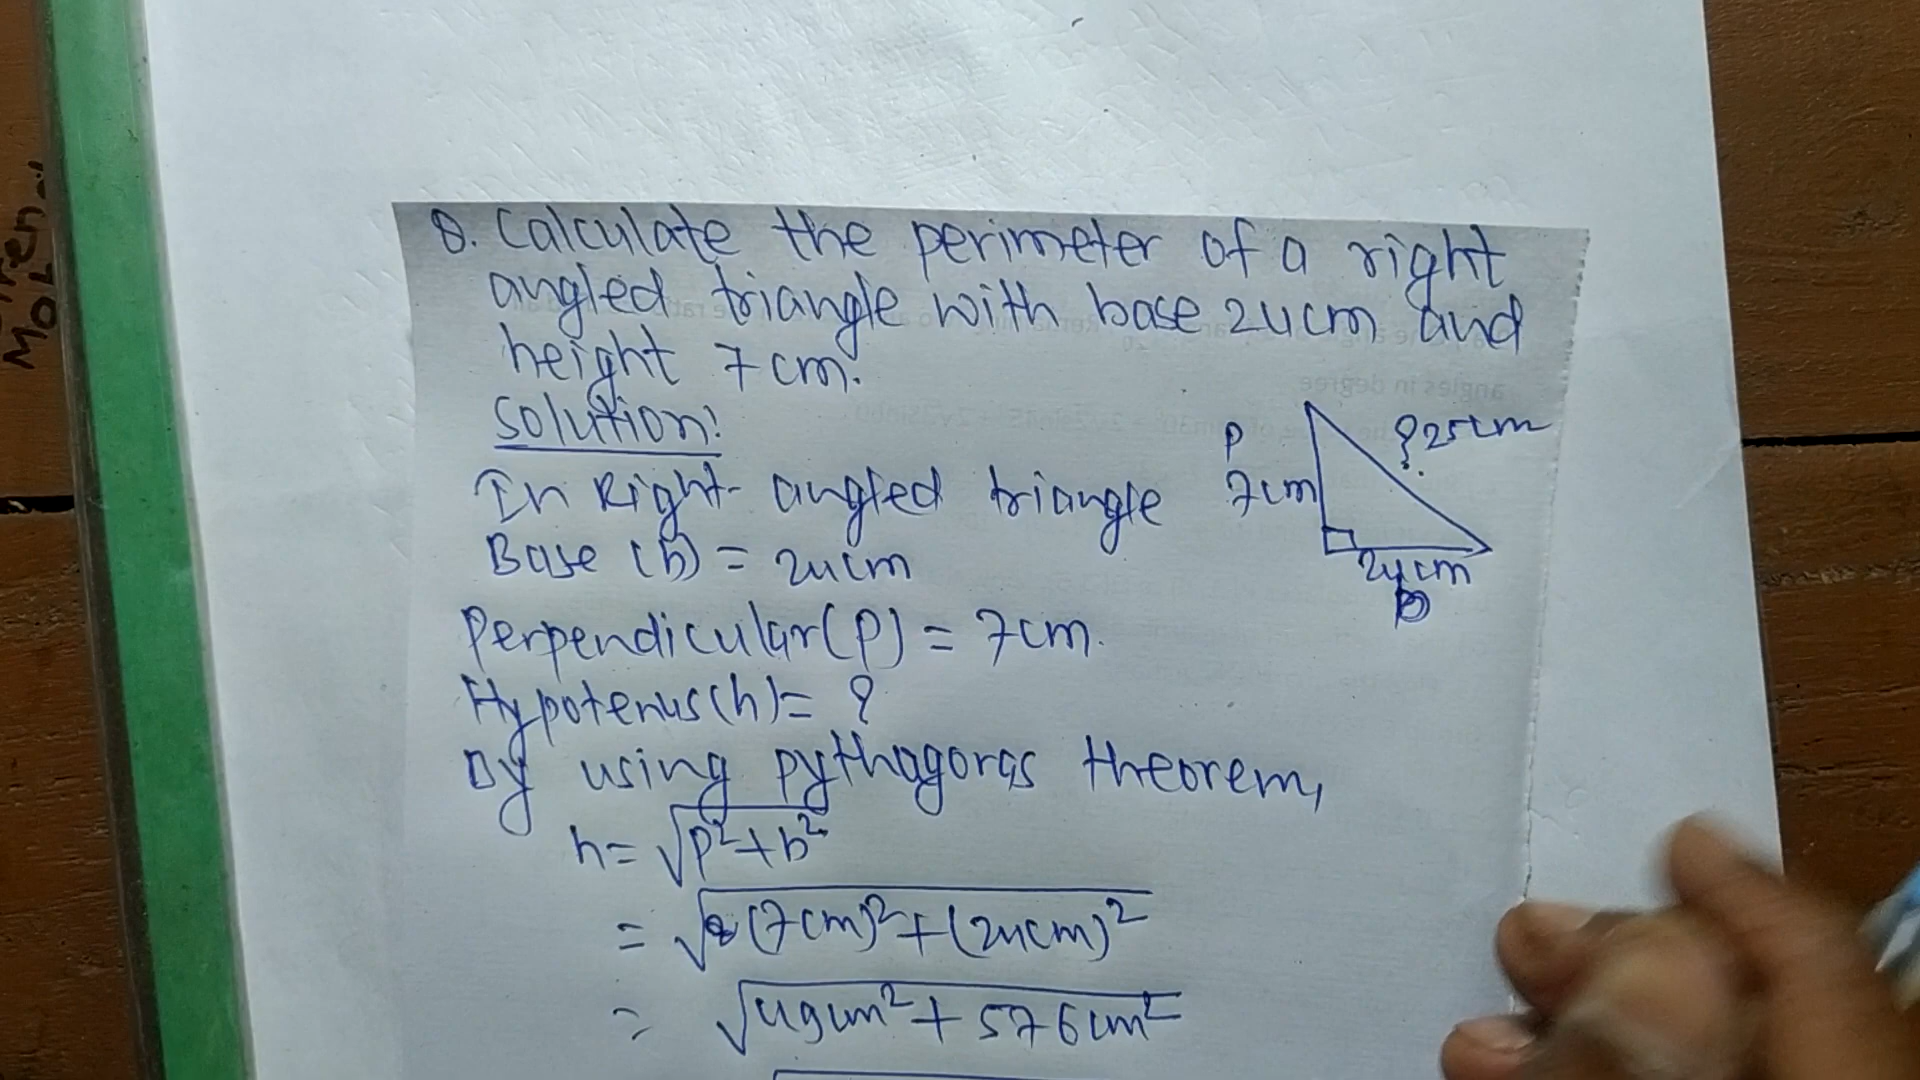 Q. Calculate the perimeter of a right
angled triangle with base 24cm and
height 7cm.
Solution:
In Right-angled triangle
Base (b) = 24cm
Perpendicular(P) = 7cm.
Hypotenus(h)= ?
By using pythagoras theorem,
h= √p²+b²
= √(7cm)²+(24cm)²
= √49cm²+576cm²
P
7cm
? 25cm
24cm
b